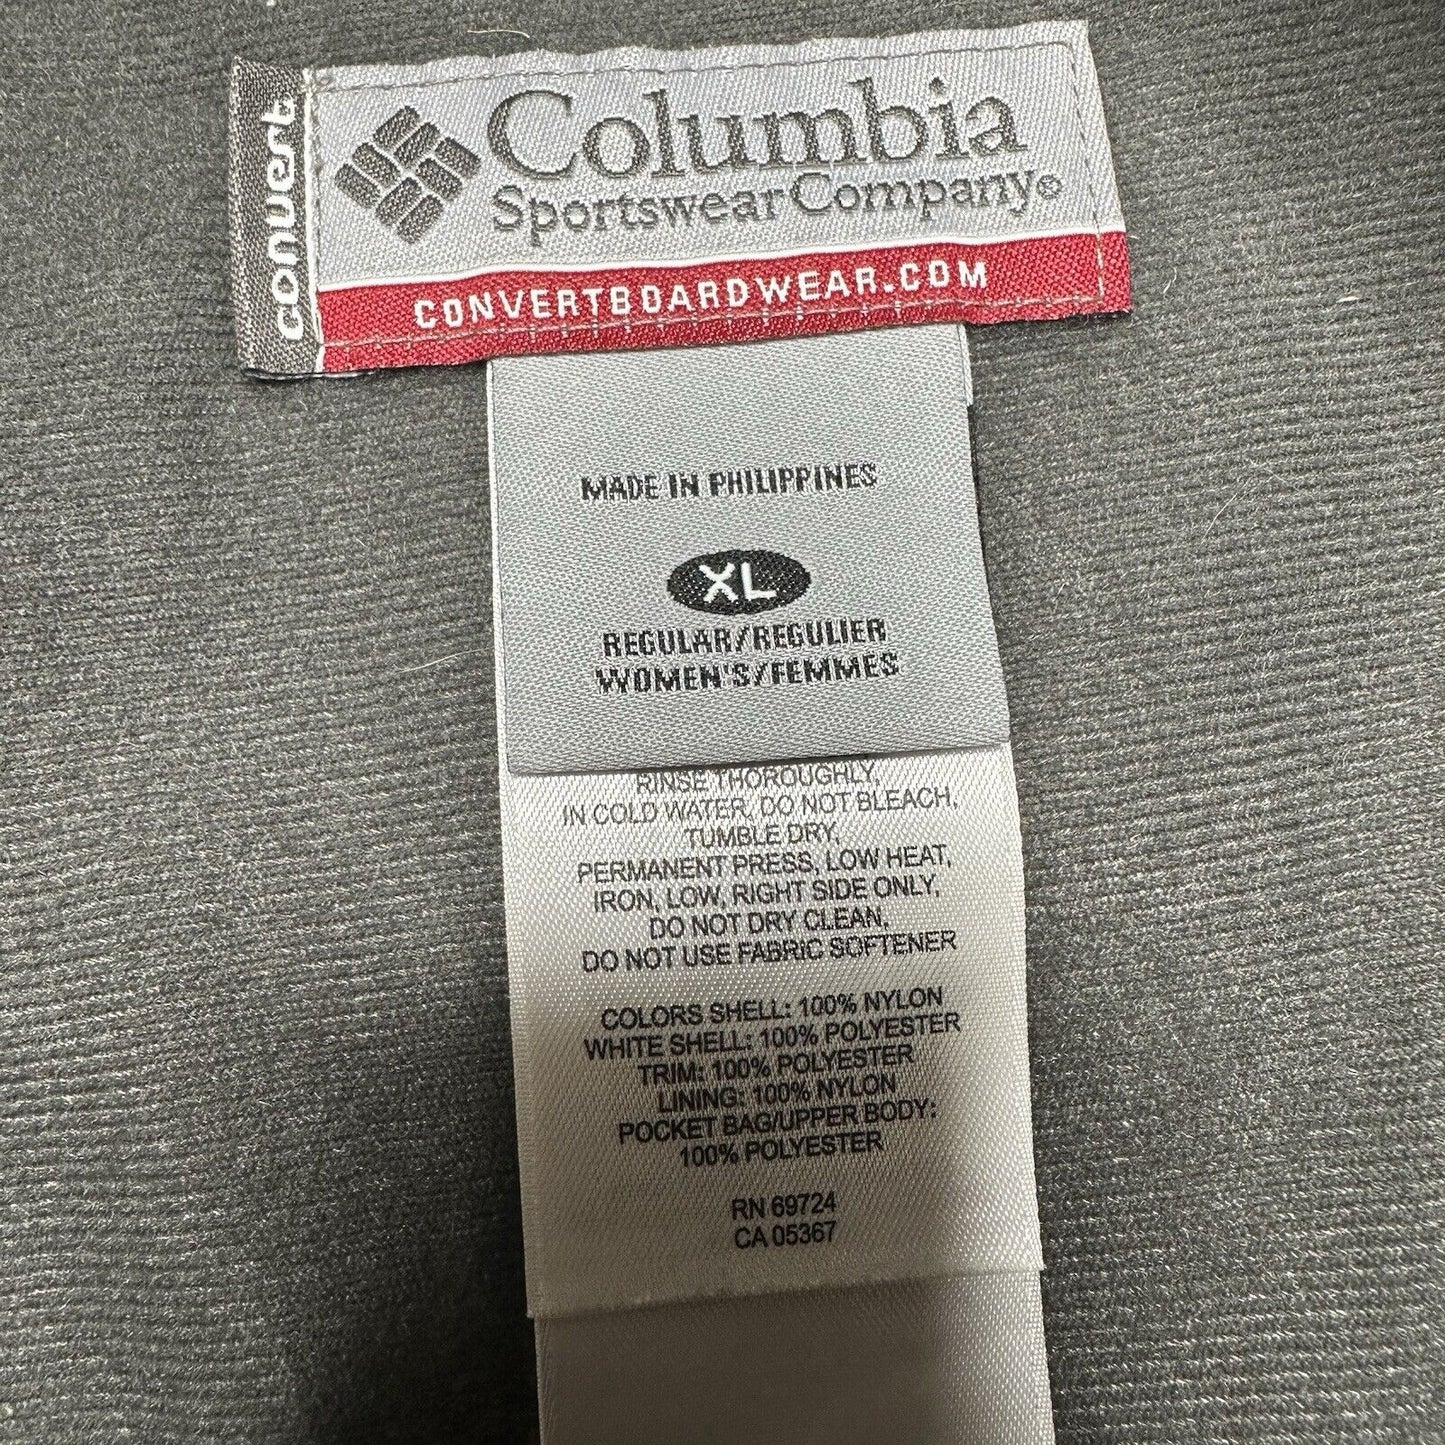 convert
Columbia
Sportswear Company®
CONVERTBOARDWEAR.COM
MADE IN PHILIPPINES
XL
REGULAR/REGULIER
WOMEN'S/FEMMES
RINSE THOROUGHLY,
IN COLD WATER, DO NOT BLEACH,
TUMBLE DRY,
PERMANENT PRESS, LOW HEAT,
IRON, LOW, RIGHT SIDE ONLY,
DO NOT DRY CLEAN,
DO NOT USE FABRIC SOFTENER
COLORS SHELL: 100% NYLON
WHITE SHELL: 100% POLYESTER
TRIM: 100% POLYESTER
LINING: 100% NYLON
POCKET BAG/UPPER BODY:
100% POLYESTER
RN 69724
CA 05367